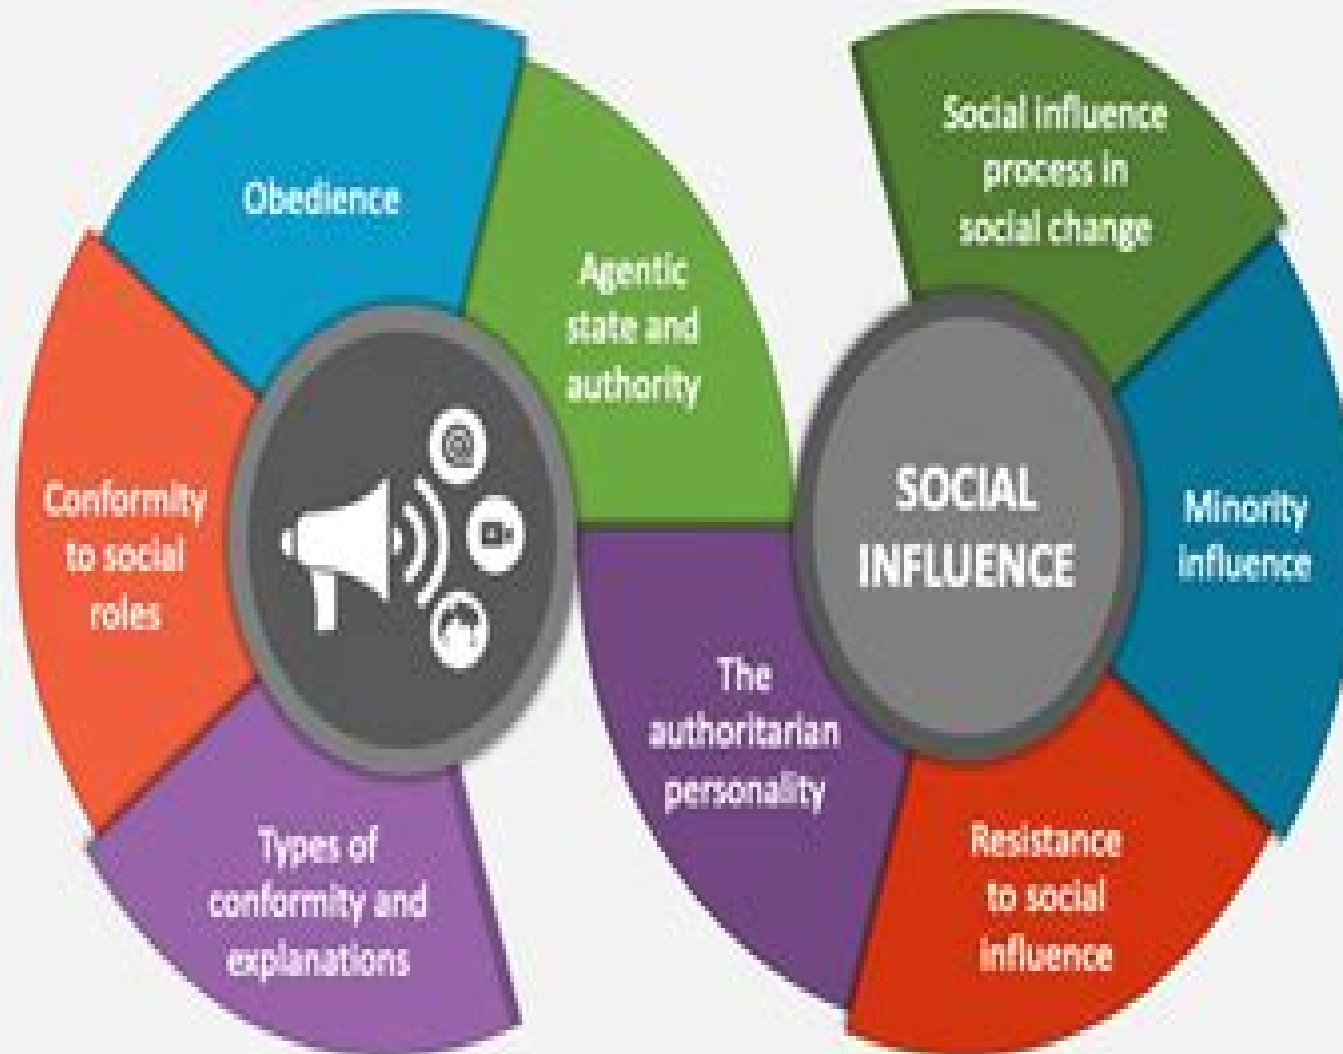 Obedience
Agentic
state and
authority
Conformity
to social
roles
Types of
conformity and
explanations
The
authoritarian
personality
SOCIAL
INFLUENCE
Social influence
process in
social change
Minority
influence
Resistance
to social
influence